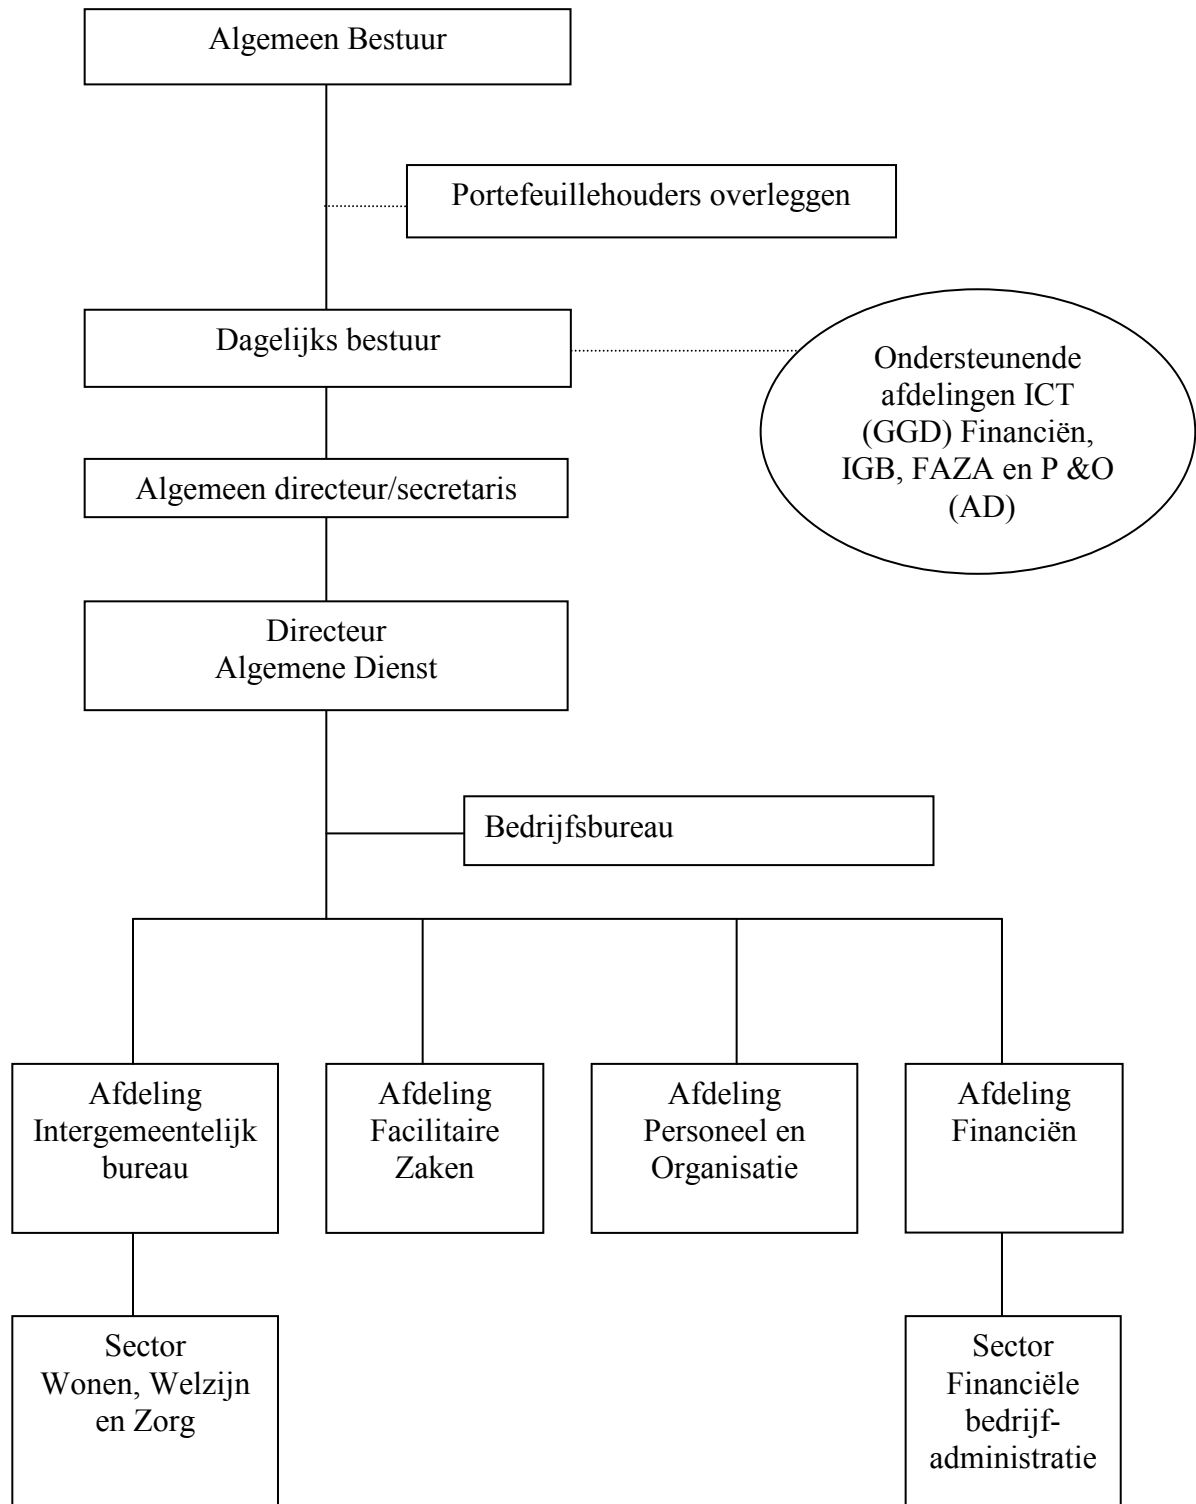 Algemeen Bestuur
Portefeuillehouders overleggen
Dagelijks bestuur
Ondersteunende
afdelingen ICT
(GGD) Financiën,
IGB, FAZA en P &O
(AD)
Algemeen directeur/secretaris
Directeur
Algemene Dienst
Bedrijfsbureau
Afdeling
Intergemeentelijk
bureau
Afdeling
Facilitaire
Zaken
Afdeling
Personeel en
Organisatie
Afdeling
Financiën
Sector
Wonen, Welzijn
en Zorg
Sector
Financiële
bedrijf-
administratie